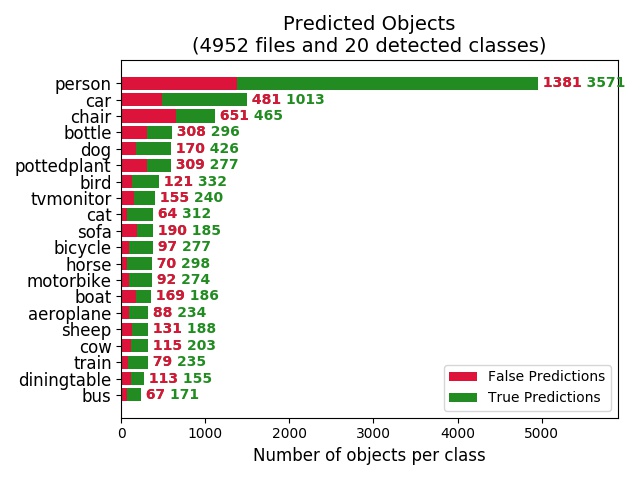 Predicted Objects
(4952 files and 20 detected classes)
person 1381 3571
car 481 1013
chair 651 465
bottle 308 296
dog 170 426
pottedplant 309 277
bird 121 332
tvmonitor 155 240
cat 64 312
sofa 190 185
bicycle 97 277
horse 70 298
motorbike 92 274
boat 169 186
aeroplane 88 234
sheep 131 188
cow 115 203
train 79 235
diningtable 113 155
bus 67 171
False Predictions
True Predictions
0 1000 2000 3000 4000 5000
Number of objects per class